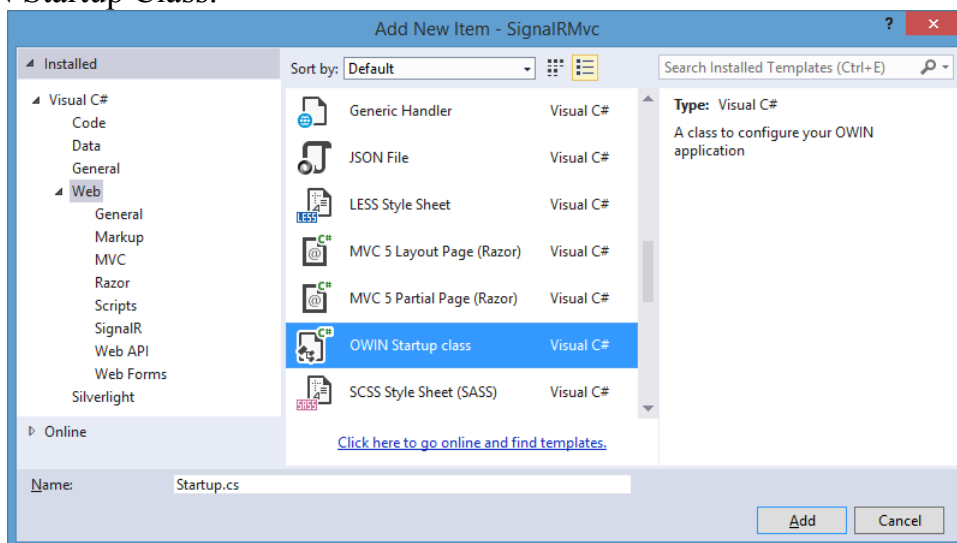 Startup Class.
Add New Item - SignalRMvc
?
Installed
Sort by: Default
Search Installed Templates (Ctrl+E)
Visual C#
Code
Data
General
Web
General
Markup
MVC
Razor
Scripts
SignalR
Web API
Web Forms
Silverlight
Online
Generic Handler Visual C#
JSON File Visual C#
LESS Style Sheet Visual C#
MVC 5 Layout Page (Razor) Visual C#
MVC 5 Partial Page (Razor) Visual C#
OWIN Startup class Visual C#
SCSS Style Sheet (SASS) Visual C#
Click here to go online and find templates.
Type: Visual C#
A class to configure your OWIN
application
Name: Startup.cs
Add Cancel